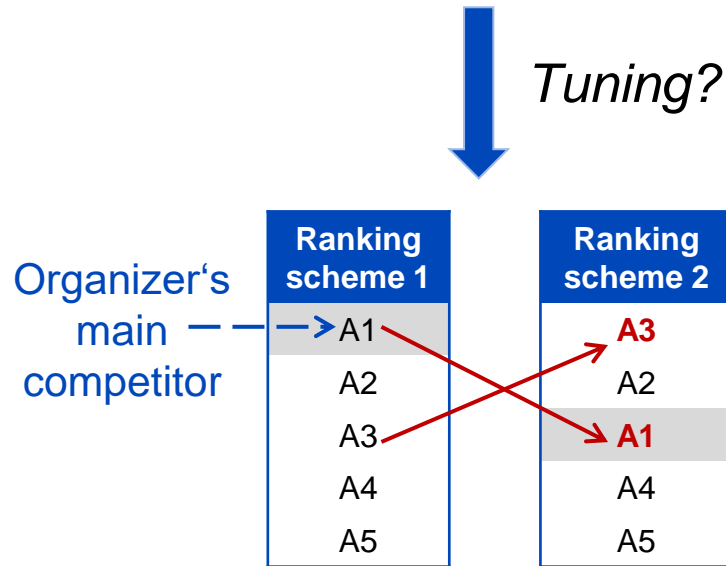 Tuning?
Organizer‘s
main
competitor
Ranking
scheme 1
A1
A2
A3
A4
A5
Ranking
scheme 2
A3
A2
A1
A4
A5